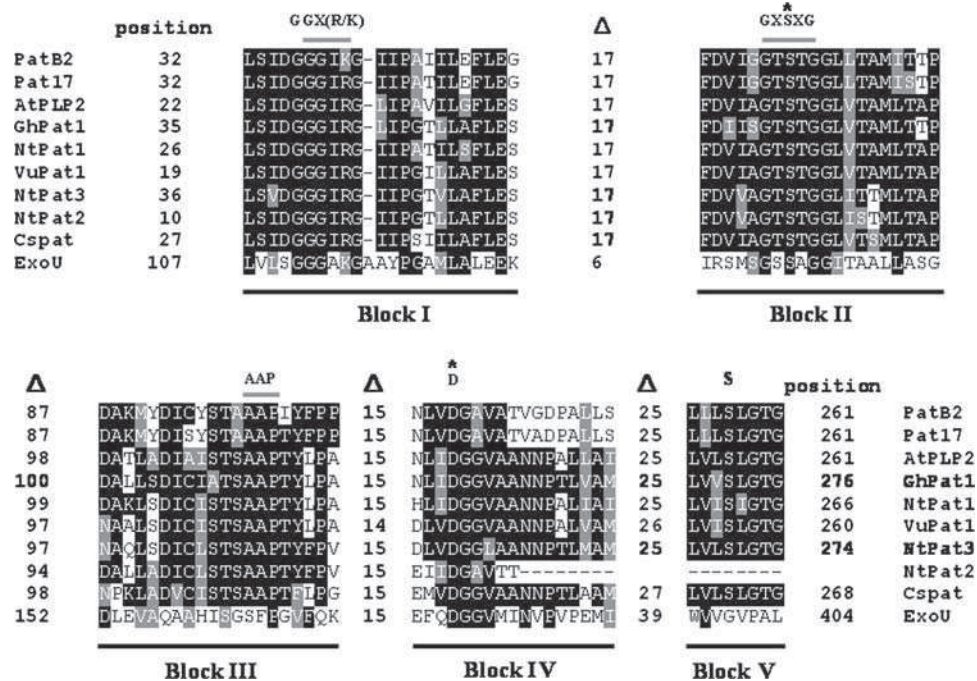 position G GX(R/K) Δ * GXSXG
PatB2 32 LSIDGGGIKG-IIPAIILEFLEG 17 FDVIGGTSTGGLLTAMITTP
Pat17 32 LSIDGGGIRG-IIPATILEFLEG 17 FDVIGGTSTGGLLTAMISTP
AtPLP2 22 LSIDGGGIRG-LIPAVILGFLES 17 FDVIAGTSTGGLVTAMLTAP
GhPat1 35 LSIDGGGIRG-LIPGTLLAFLES 17 FDIISGTSTGGLVTAMLTTP
NtPat1 26 LSIDGGGIRG-IIPATILSFLES 17 FDVIAGTSTGGLVTAMLTAP
VuPat1 19 LSIDGGGIRG-IIPGILLAFLES 17 FDVIAGTSTGGLVTAMLTAP
NtPat3 36 LSVDGGGIRG-IIPGTVLAFLES 17 FDVVAGTSTGGLITTMLTAP
NtPat2 10 LSIDGGGIRG-IIPGTLLAFLES 17 FDVVAGTSTGGLISTMLTAP
Cspat 27 LSIDGGGIRG-IIPSIILAFLES 17 FDVIAGTSTGGLVTSMLTAP
ExoU 107 LVLSGGGAKGAAYPGAMLALEEK 6 IRSMSGSSAGGITAALLASG
Block I Block II
Δ AAP Δ * D Δ S position
87 DAKMYDICYSTAAAPIYFPP 15 NLVDGAVATVGDPALLS 25 LLLSLGTG 261 PatB2
87 DAKMYDISYSTAAAPTYFPP 15 NLVDGAVATVADPALLS 25 LLLSLGTG 261 Pat17
98 DATLADIAISTSAAPTYLPA 15 NLIDGGVAANNPALLAI 25 LVLSLGTG 261 AtPLP2
100 DALLSDICIATSAAPTYLPA 15 NLIDGGVAANNPTLVAM 25 LVVSLGTG 276 GhPat1
99 DAKLSDICISTSAAPTYLPA 15 HLIDGGVAANNPALIAI 25 LVISIGTG 266 NtPat1
97 NAALSDICISTSAAPTYLPA 14 DLVDGGVAANNPALVAM 26 LVISLGTG 260 VuPat1
97 NAQLSDICLSTSAAPTYFPV 15 DLVDGGLAANNPTLMAM 25 LVLSLGTG 274 NtPat3
94 DALLADICLSTSAAPTYFPV 15 EIIDGAVTT-------- -------- NtPat2
98 NPKLADVCISTSAAPTFLPG 15 EMVDGGVAANNPTLAAM 27 LVLSLGTG 268 Cspat
152 DLEVAQAAHISGSFPGVFQK 15 EFQDGGVMINVPVPEMI 39 WVVGVPAL 404 ExoU
Block III Block IV Block V